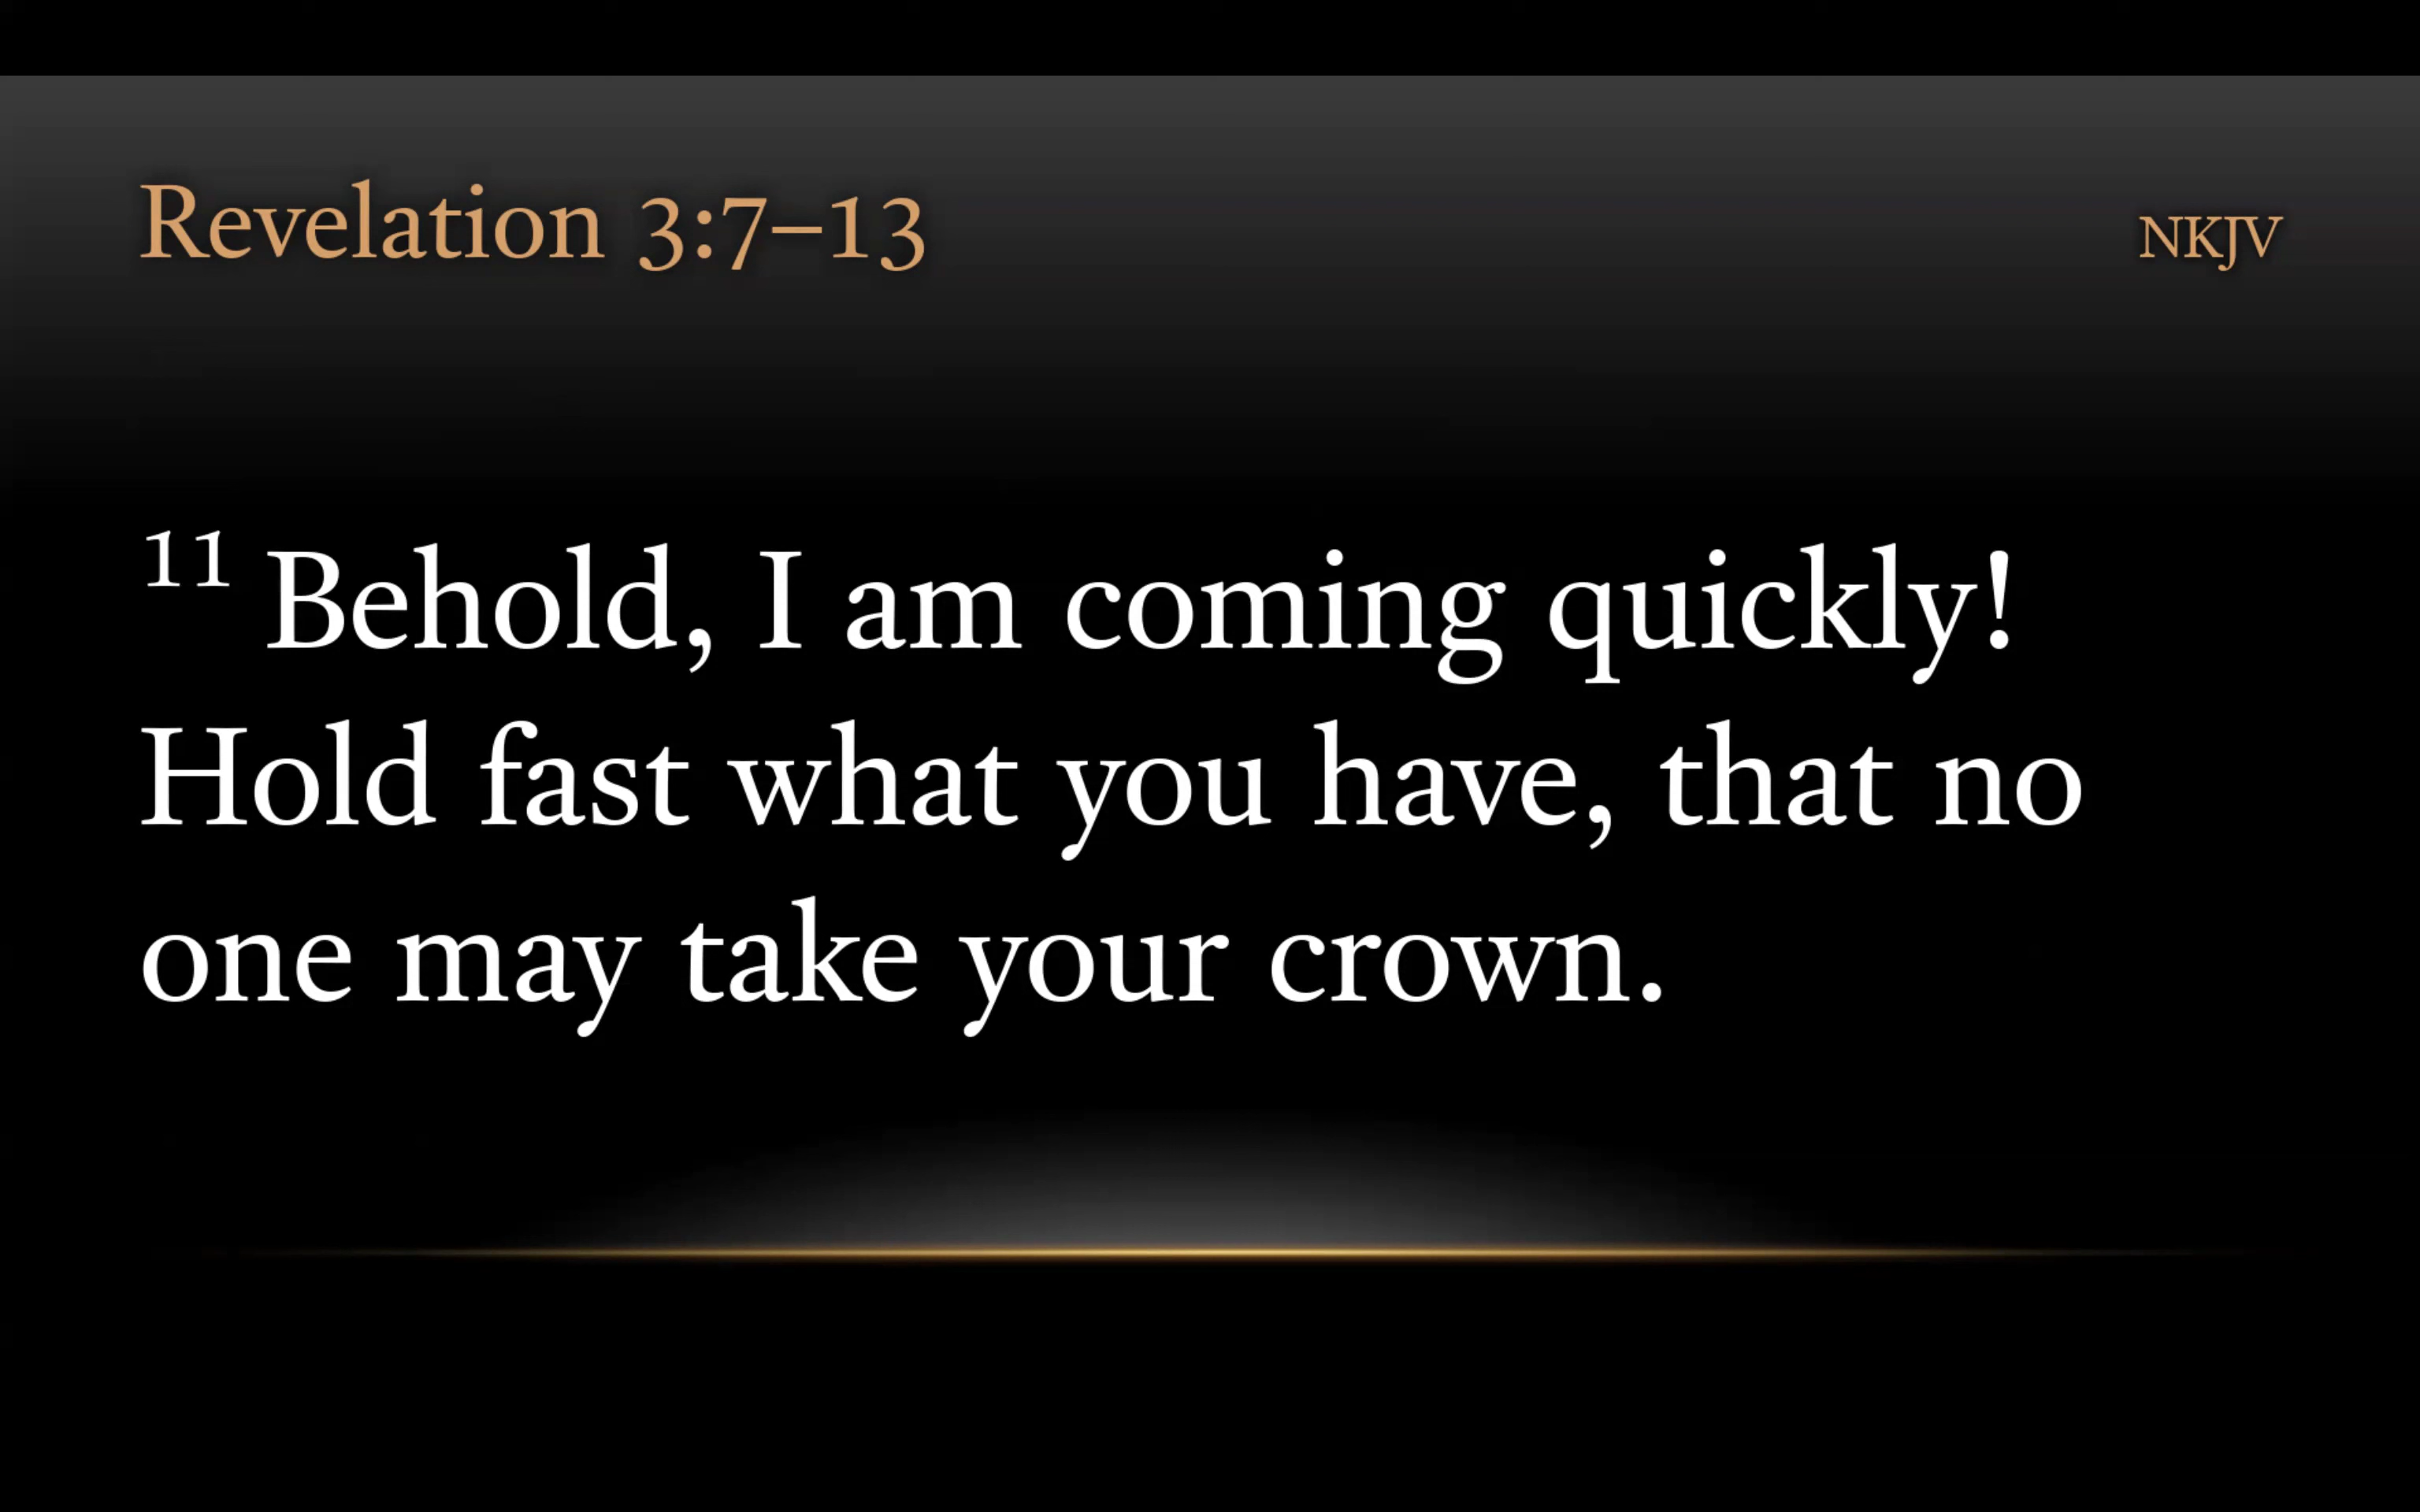 Revelation 3:7–13
NKJV
11 Behold, I am coming quickly!
Hold fast what you have, that no
one may take your crown.